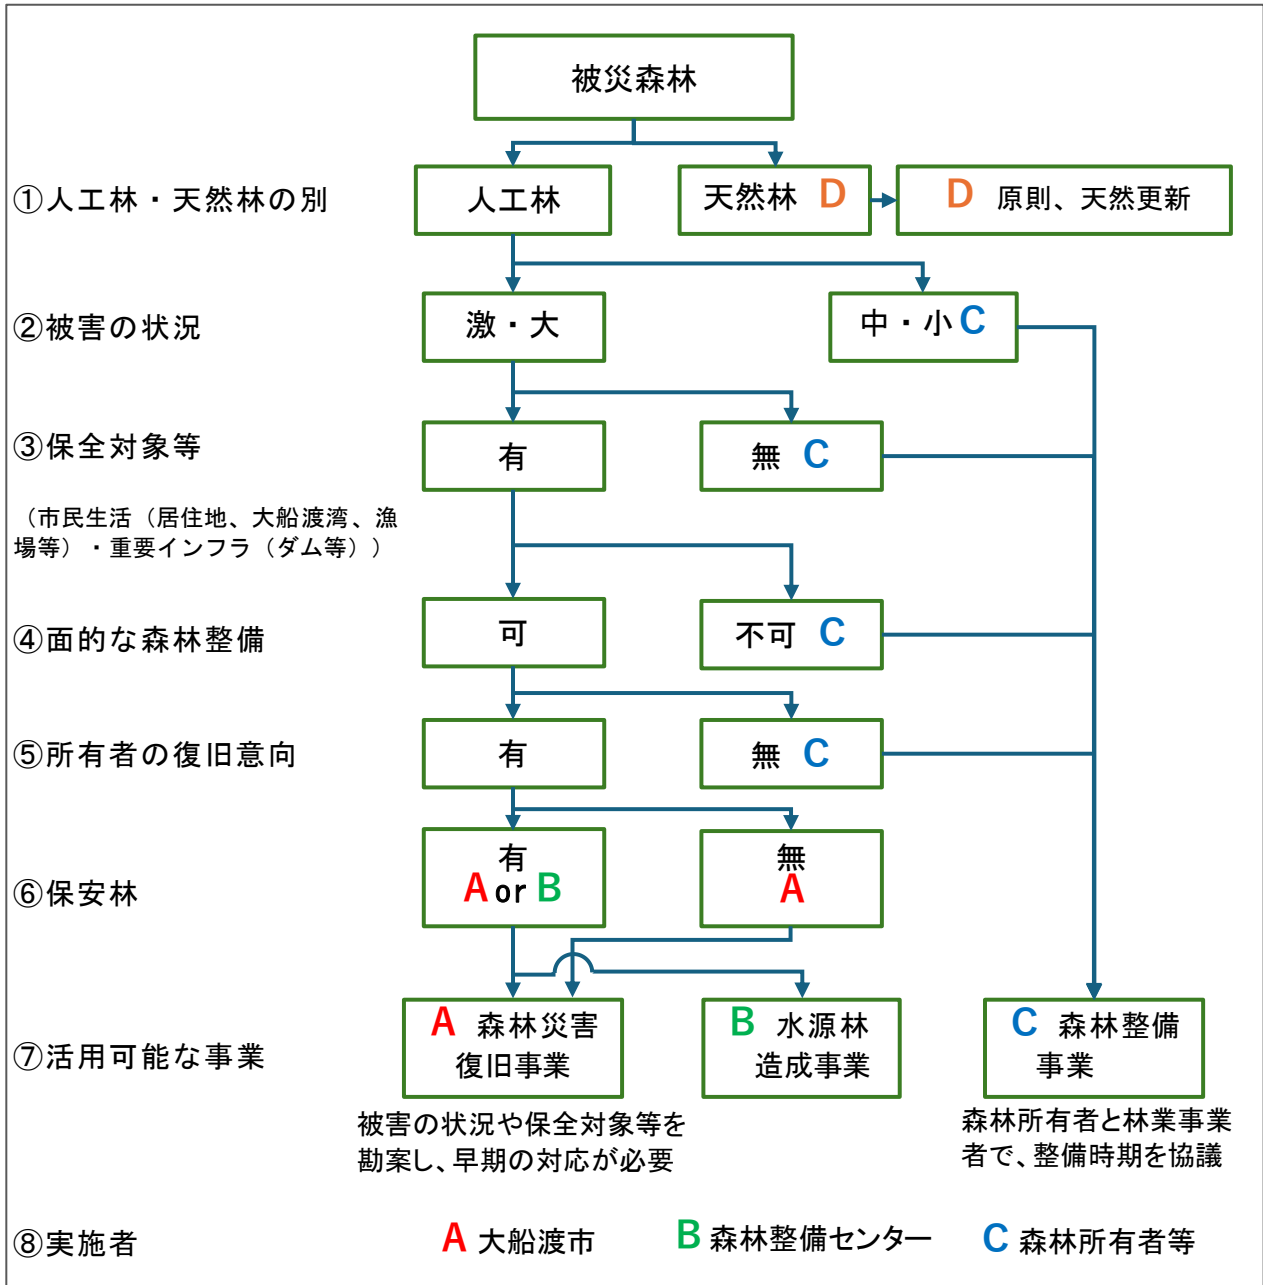 被災森林
①人工林・天然林の別
人工林
天然林 D
D 原則、天然更新
②被害の状況
激・大
中・小 C
③保全対象等
有
無 C
（市民生活（居住地、大船渡湾、漁
場等）・重要インフラ（ダム等））
④面的な森林整備
可
不可 C
⑤所有者の復旧意向
有
無 C
⑥保安林
有
A or B
無
A
⑦活用可能な事業
A 森林災害
復旧事業
B 水源林
造成事業
C 森林整備
事業
被害の状況や保全対象等を
勘案し、早期の対応が必要
森林所有者と林業事業
者で、整備時期を協議
⑧実施者
A 大船渡市
B 森林整備センター
C 森林所有者等